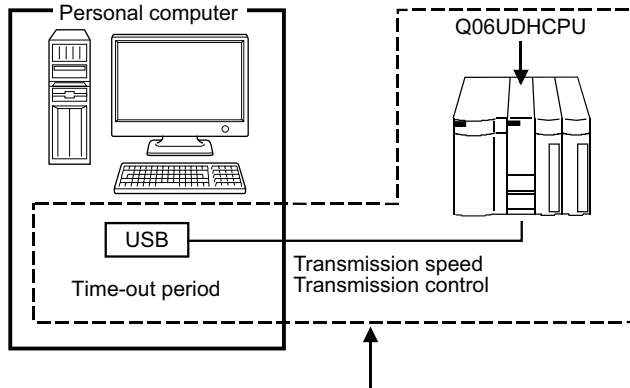 Personal computer
Q06UDHCPU
USB
Time-out period
Transmission speed
Transmission control